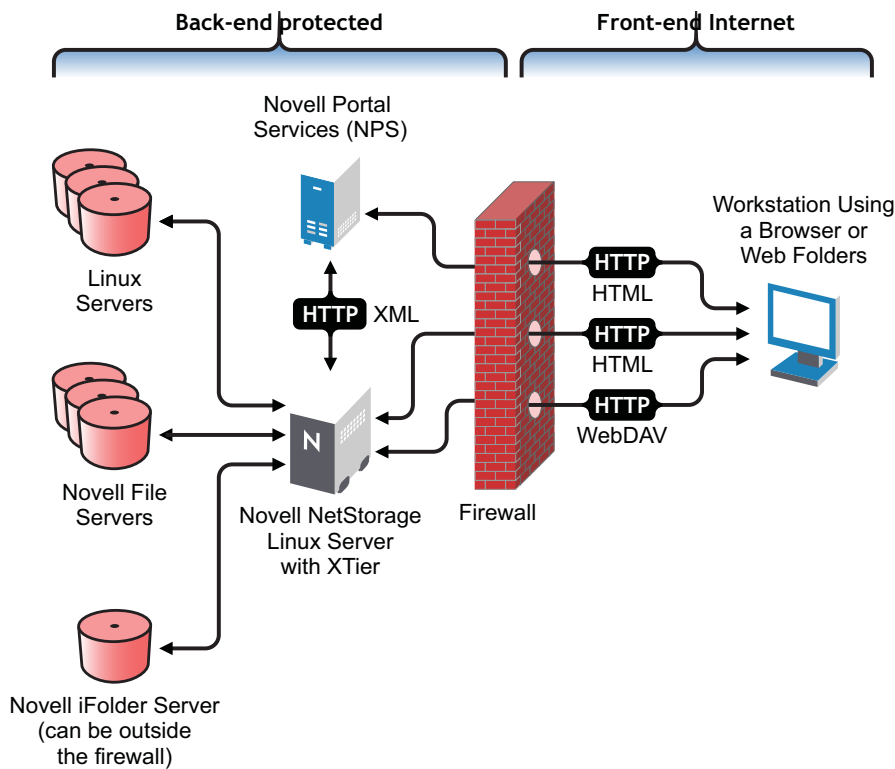 Back-end protected
Front-end Internet
Novell Portal
Services (NPS)
Linux
Servers
HTTP XML
HTTP
HTML
HTTP
HTML
HTTP
WebDAV
Workstation Using
a Browser or
Web Folders
Novell File
Servers
N
Novell NetStorage
Linux Server
with XTier
Firewall
Novell iFolder Server
(can be outside
the firewall)